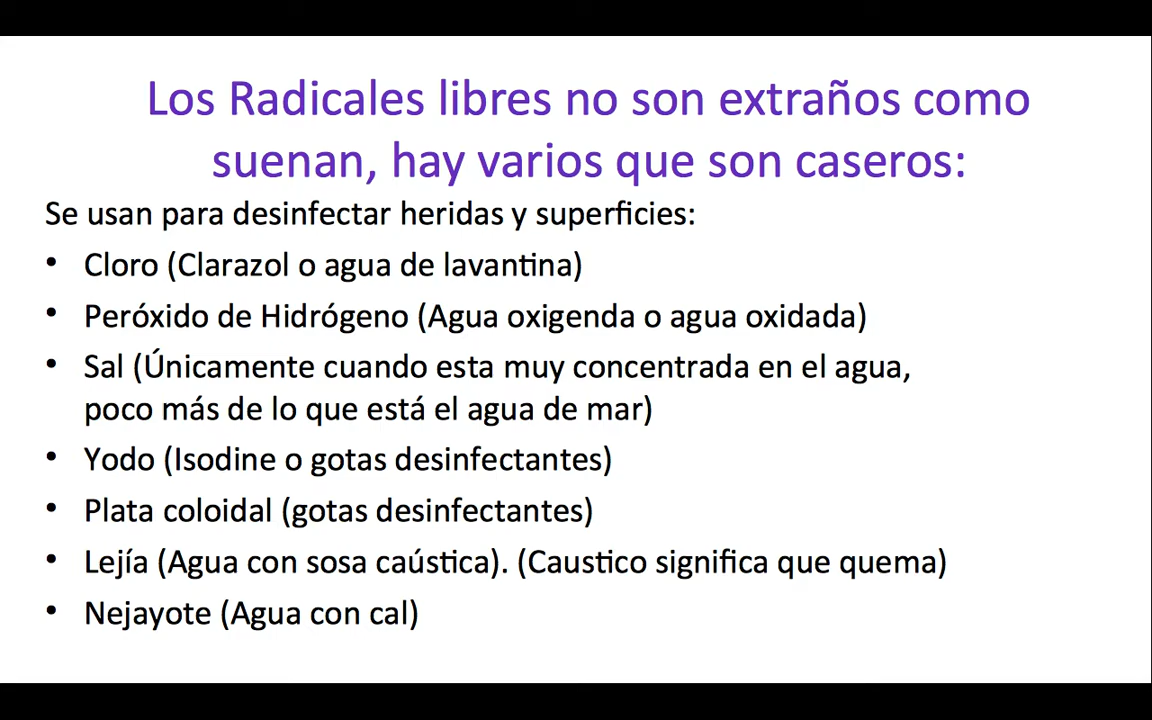 Los Radicales libres no son extraños como
suenan, hay varios que son caseros:
Se usan para desinfectar heridas y superficies:
• Cloro (Clarazol o agua de lavantina)
• Peróxido de Hidrógeno (Agua oxigenda o agua oxidada)
• Sal (Únicamente cuando esta muy concentrada en el agua,
poco más de lo que está el agua de mar)
• Yodo (Isodine o gotas desinfectantes)
• Plata coloidal (gotas desinfectantes)
• Lejía (Agua con sosa caústica). (Caustico significa que quema)
• Nejayote (Agua con cal)